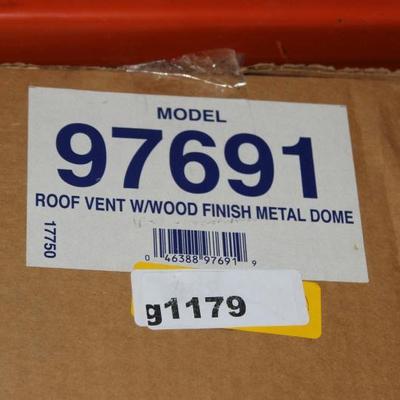 MODEL
97691
ROOF VENT W/WOOD FINISH METAL DOME
17750
0 46388 97691 9
g1179